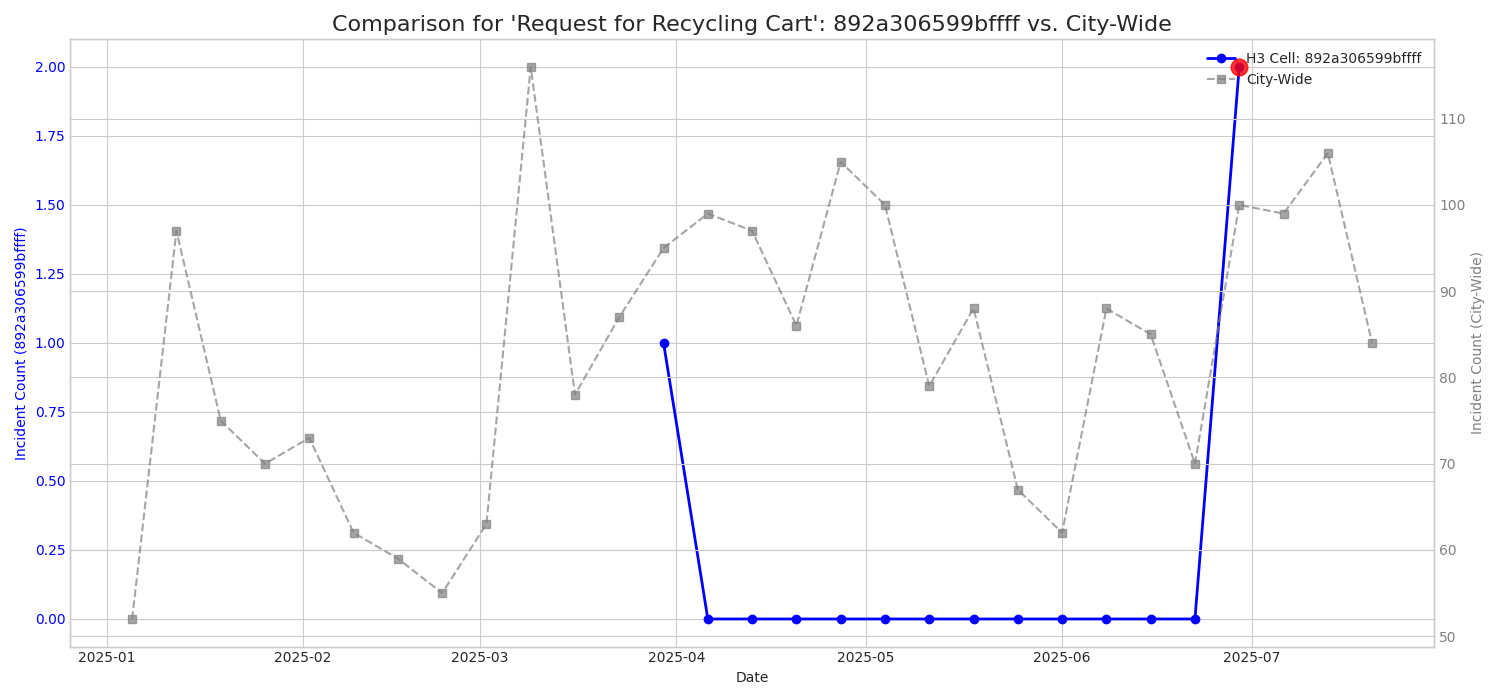 Comparison for 'Request for Recycling Cart': 892a306599bffff vs. City-Wide
H3 Cell: 892a306599bffff
City-Wide
Incident Count (892a306599bffff)
2.00
1.75
1.50
1.25
1.00
0.75
0.50
0.25
0.00
110
100
90
80
70
60
50
Incident Count (City-Wide)
2025-01 2025-02 2025-03 2025-04 2025-05 2025-06 2025-07
Date